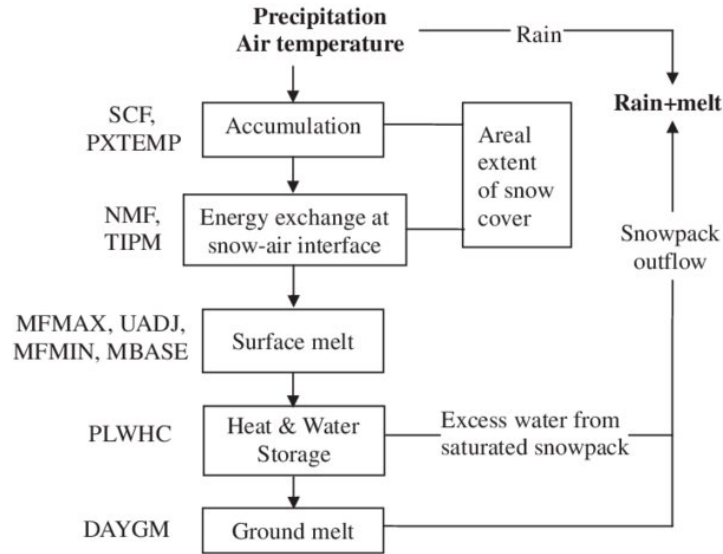 Precipitation
Air temperature
Rain
Rain+melt
SCF,
PXTEMP
Accumulation
Areal
extent
of snow
cover
NMF,
TIPM
Energy exchange at
snow-air interface
Snowpack
outflow
MFMAX, UADJ,
MFMIN, MBASE
Surface melt
PLWHC
Heat & Water
Storage
Excess water from
saturated snowpack
DAYGM
Ground melt